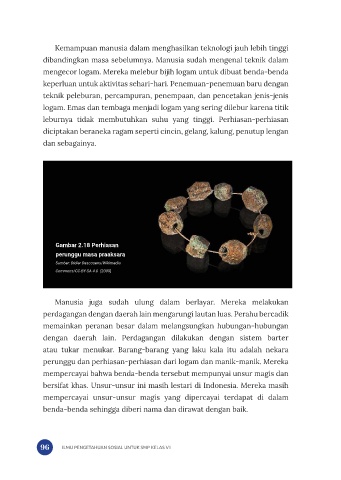 Kemampuan manusia dalam menghasilkan teknologi jauh lebih tinggi
dibandingkan masa sebelumnya. Manusia sudah mengenal teknik dalam
mengecor logam. Mereka melebur bijih logam untuk dibuat benda-benda
keperluan untuk aktivitas sehari-hari. Penemuan-penemuan baru dengan
teknik peleburan, percampuran, penempaan, dan pencetakan jenis-jenis
logam. Emas dan tembaga menjadi logam yang sering dilebur karena titik
leburnya tidak membutuhkan suhu yang tinggi. Perhiasan-perhiasan
diciptakan beraneka ragam seperti cincin, gelang, kalung, penutup lengan
dan sebagainya.
Gambar 2.18 Perhiasan
perunggu masa praaksara
Sumber: Didier Descouens/Wikimedia
Commons/CC-BY-SA 4.0 (2009)
Manusia juga sudah ulung dalam berlayar. Mereka melakukan
perdagangan dengan daerah lain mengarungi lautan luas. Perahu bercadik
memainkan peranan besar dalam melangsungkan hubungan-hubungan
dengan daerah lain. Perdagangan dilakukan dengan sistem barter
atau tukar menukar. Barang-barang yang laku kala itu adalah nekara
perunggu dan perhiasan-perhiasan dari logam dan manik-manik. Mereka
mempercayai bahwa benda-benda tersebut mempunyai unsur magis dan
bersifat khas. Unsur-unsur ini masih lestari di Indonesia. Mereka masih
mempercayai unsur-unsur magis yang dipercayai terdapat di dalam
benda-benda sehingga diberi nama dan dirawat dengan baik.
96 ILMU PENGETAHUAN SOSIAL UNTUK SMP KELAS VII